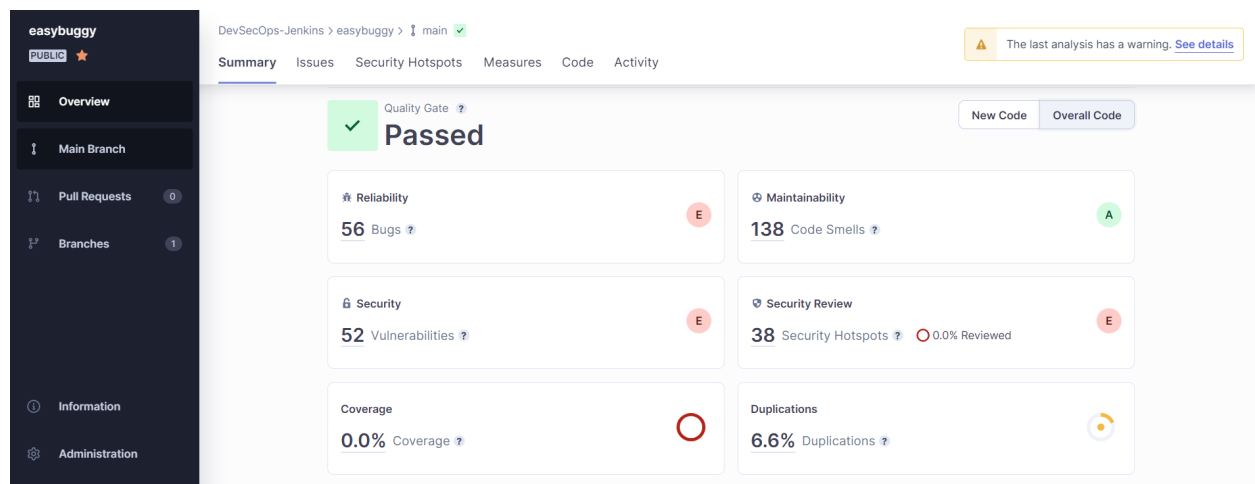 easybuggy
PUBLIC
Overview
Main Branch
Pull Requests 0
Branches 1
Information
Administration
DevSecOps-Jenkins > easybuggy > main
The last analysis has a warning. See details
Summary Issues Security Hotspots Measures Code Activity
Quality Gate ?
Passed
New Code Overall Code
Reliability
56 Bugs ?
E
Maintainability
138 Code Smells ?
A
Security
52 Vulnerabilities ?
E
Security Review
38 Security Hotspots ? 0.0% Reviewed
E
Coverage
0.0% Coverage ?
Duplications
6.6% Duplications ?